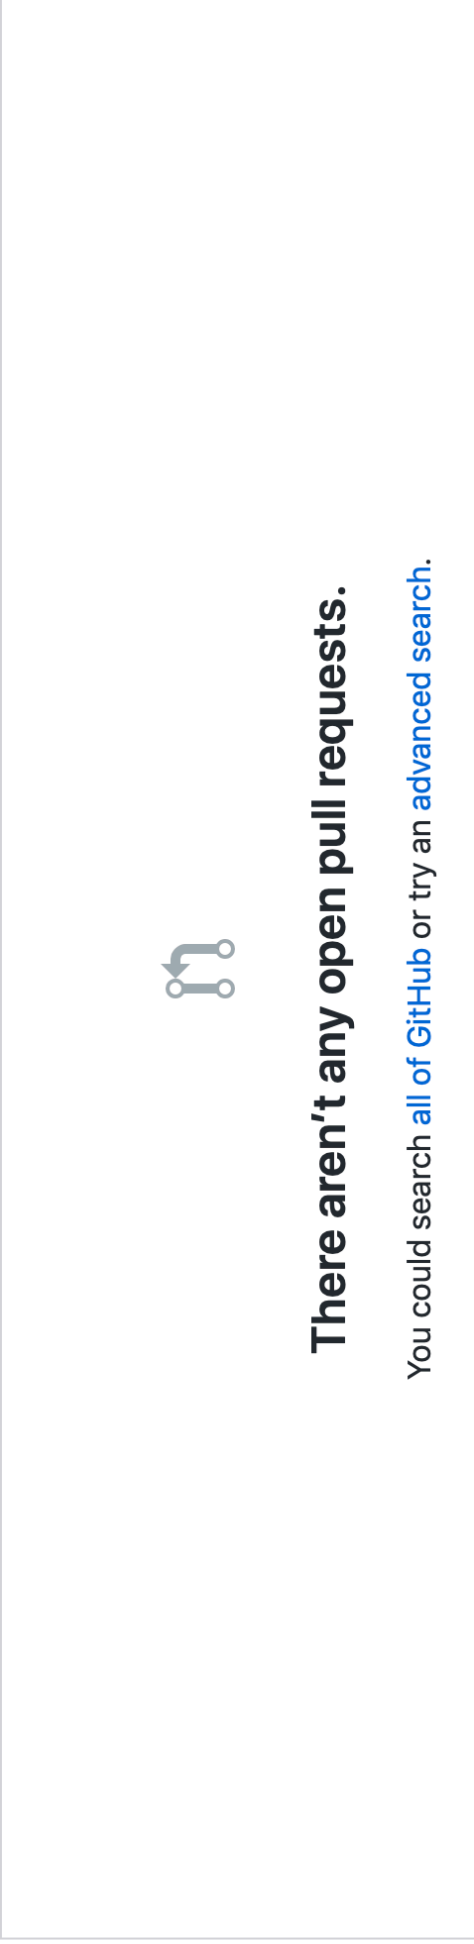 There aren't any open pull requests.
You could search all of GitHub or try an advanced search.